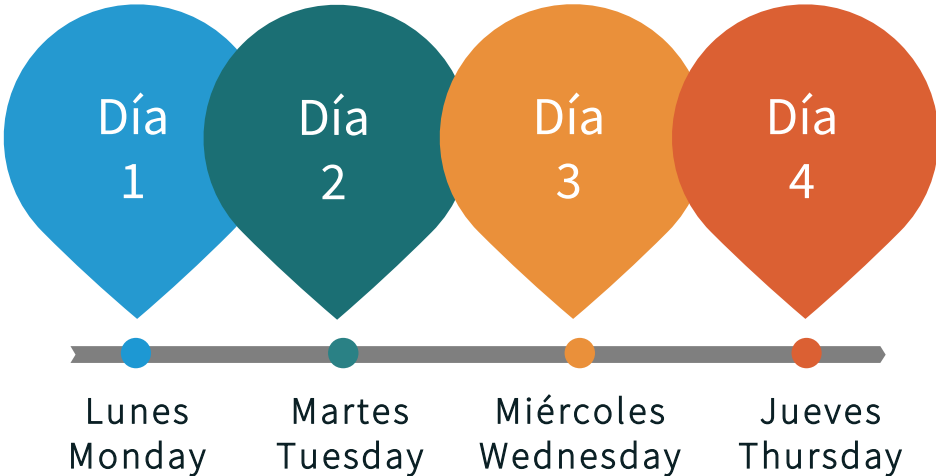 Día
1
Día
2
Día
3
Día
4
Lunes
Monday
Martes
Tuesday
Miércoles
Wednesday
Jueves
Thursday